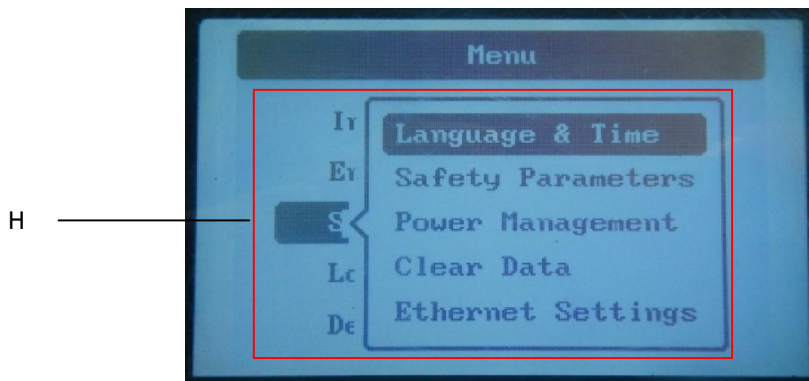 Menu
Language & Time
Safety Parameters
H
Power Management
Clear Data
Ethernet Settings